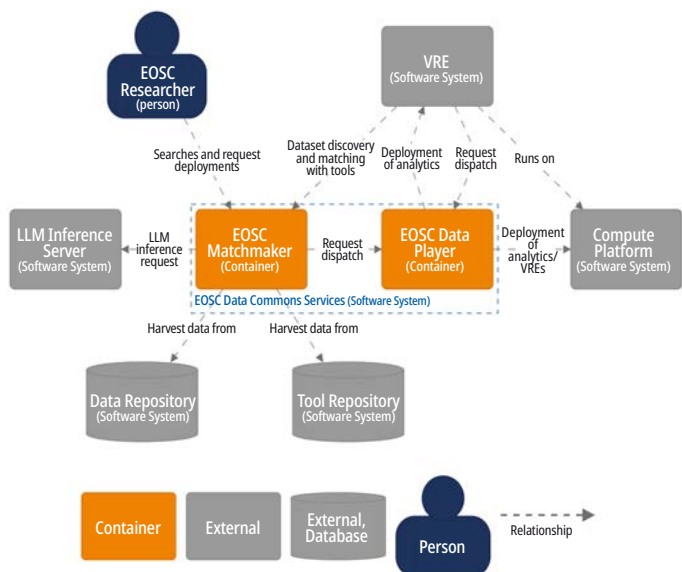 EOSC
Researcher
(person)
VRE
(Software System)
Searches and request
deployments
Dataset discovery
and matching
with tools
Deployment
of analytics
Request
dispatch
Runs on
LLM Inference
Server
(Software System)
LLM
inference
request
EOSC
Matchmaker
(Container)
Request
dispatch
EOSC Data
Player
(Container)
Deployment
of
analytics/
VREs
Compute
Platform
(Software System)
EOSC Data Commons Services (Software System)
Harvest data from
Harvest data from
Data Repository
(Software System)
Tool Repository
(Software System)
Container
External
External,
Database
Person
Relationship